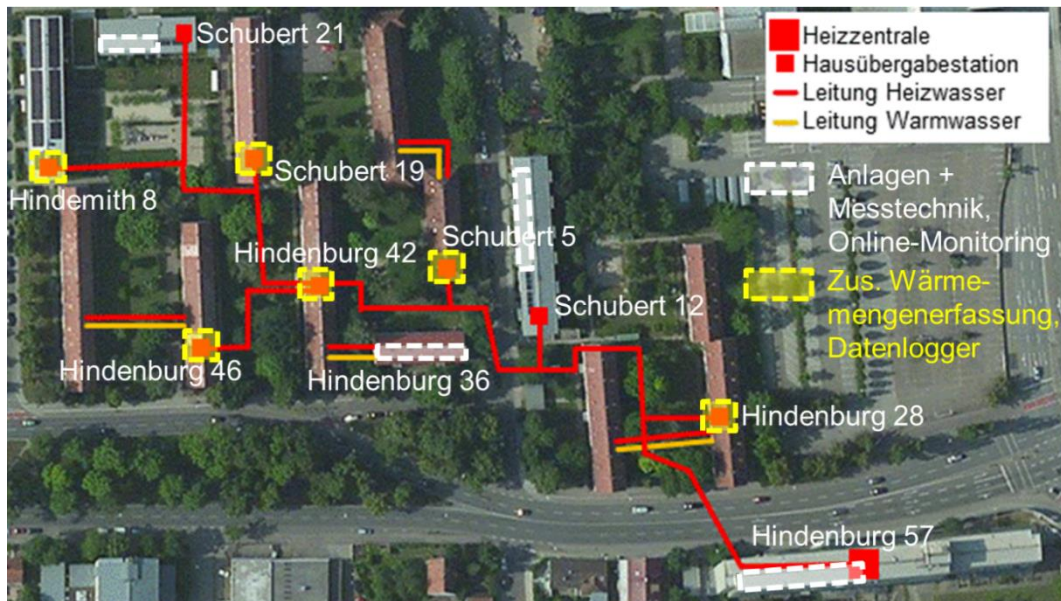 Schubert 21
Heizzentrale
Hausübergabestation
Leitung Heizwasser
Leitung Warmwasser
Schubert 19
Hindemith 8
Anlagen +
Messtechnik,
Online-Monitoring
Hindenburg 42
Schubert 5
Zus. Wärme-
mengenerfassung,
Datenlogger
Schubert 12
Hindenburg 46
Hindenburg 36
Hindenburg 28
Hindenburg 57